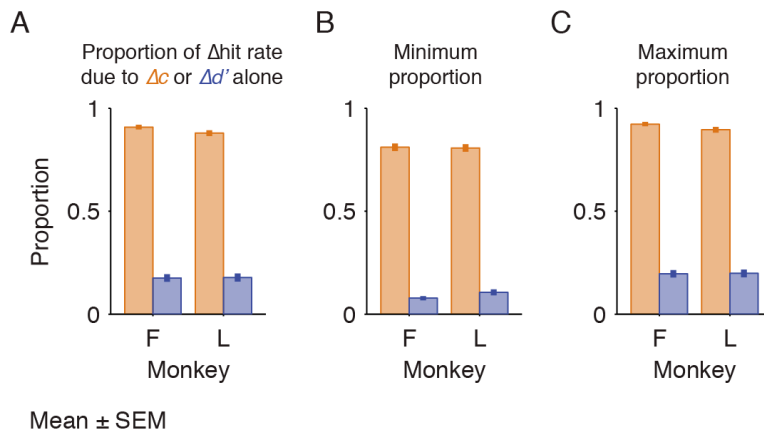 A
Proportion of Δhit rate
due to Δc or Δd’ alone
Proportion
1
0.5
0
F
L
Monkey
B
Minimum
proportion
1
0.5
0
F
L
Monkey
C
Maximum
proportion
1
0.5
0
F
L
Monkey
Mean ± SEM